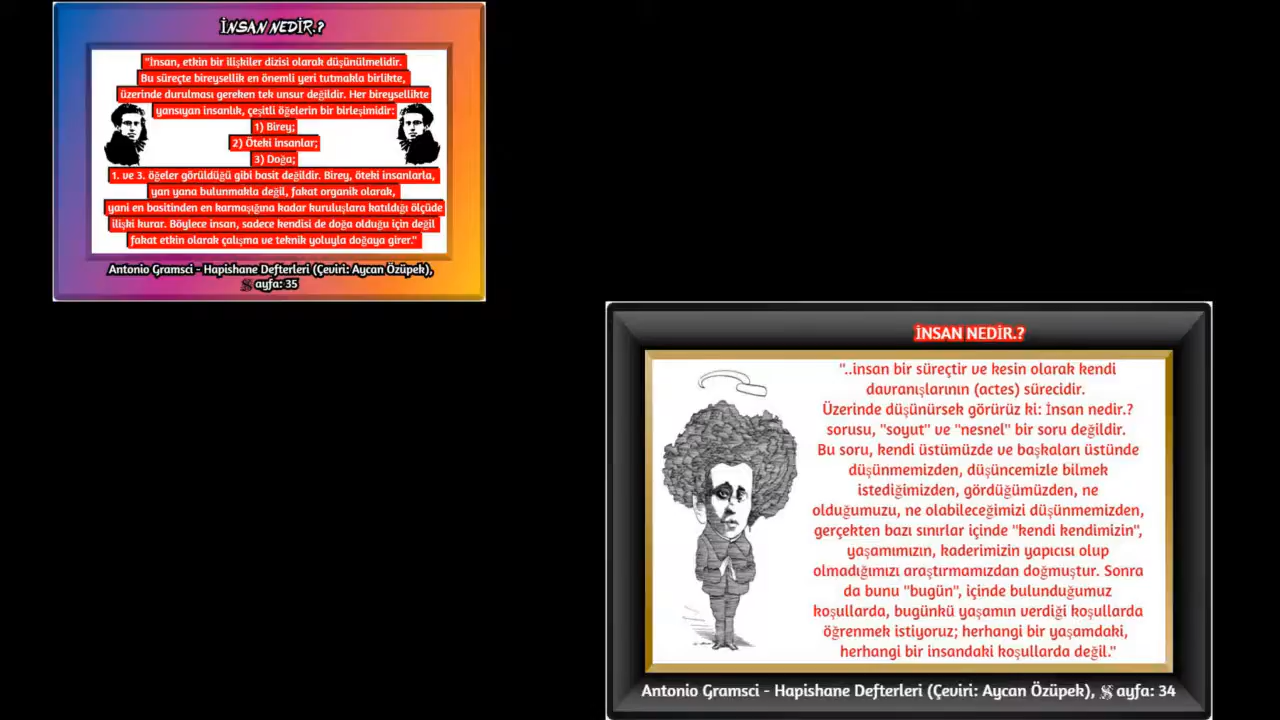 İNSAN NEDİR.?
"İnsan, etkin bir ilişkiler dizisi olarak düşünülmelidir.
Bu süreçte bireysellik en önemli yeri tutmakla birlikte,
üzerinde durulması gereken tek unsur değildir. Her bireysellikte
yansıyan insanlık, çeşitli öğelerin bir birleşimidir:
1) Birey;
2) Öteki insanlar;
3) Doğa;
1. ve 3. öğeler görüldüğü gibi basit değildir. Birey, öteki insanlarla,
yan yana bulunmakla değil, fakat organik olarak,
yani en basitinden en karmaşığına kadar kuruluşlara katıldığı ölçüde
ilişki kurar. Böylece insan, sadece kendisi de doğa olduğu için değil
fakat etkin olarak çalışma ve teknik yoluyla doğaya girer."
Antonio Gramsci - Hapishane Defterleri (Çeviri: Aycan Özüpek),
Sayfa: 35
İNSAN NEDİR.?
"..insan bir süreçtir ve kesin olarak kendi
davranışlarının (actes) sürecidir.
Üzerinde düşünürsek görürüz ki: İnsan nedir.?
sorusu, "soyut" ve "nesnel" bir soru değildir.
Bu soru, kendi üstümüzde ve başkaları üstünde
düşünmemizden, düşüncemizle bilmek
istediğimizden, gördüğümüzden, ne
olduğumuzu, ne olabileceğimizi düşünmemizden,
gerçekten bazı sınırlar içinde "kendi kendimizin",
yaşamımızın, kaderimizin yapıcısı olup
olmadığımızı araştırmamızdan doğmuştur. Sonra
da bunu "bugün", içinde bulunduğumuz
koşullarda, bugünkü yaşamın verdiği koşullarda
öğrenmek istiyoruz; herhangi bir yaşamdaki,
herhangi bir insandaki koşullarda değil."
Antonio Gramsci - Hapishane Defterleri (Çeviri: Aycan Özüpek), Sayfa: 34